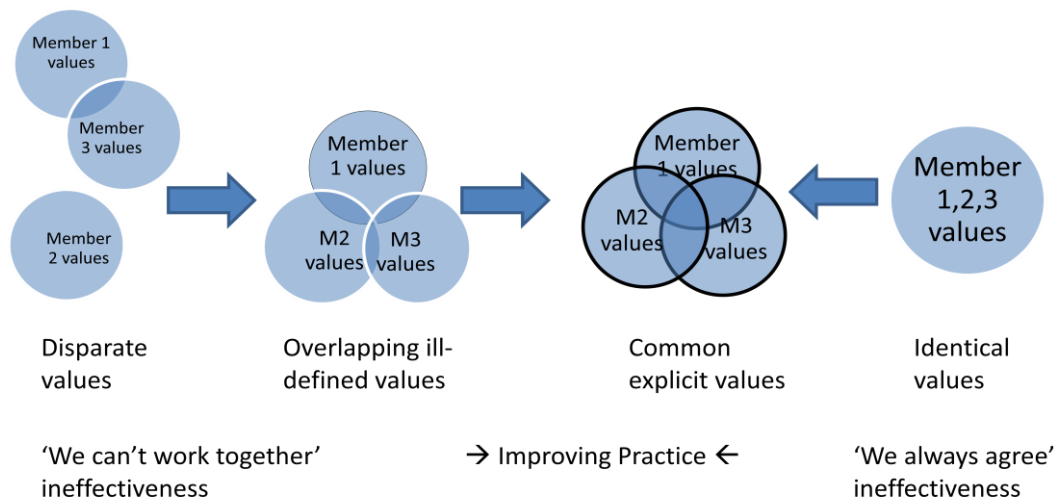 Member 1
values
Member
3 values
Member
2 values
Member
1 values
M2
values
M3
values
Member
1 values
M2
values
M3
values
Member
1,2,3
values
Disparate
values
Overlapping ill-
defined values
Common
explicit values
Identical
values
‘We can’t work together’
ineffectiveness
→ Improving Practice ←
‘We always agree’
ineffectiveness